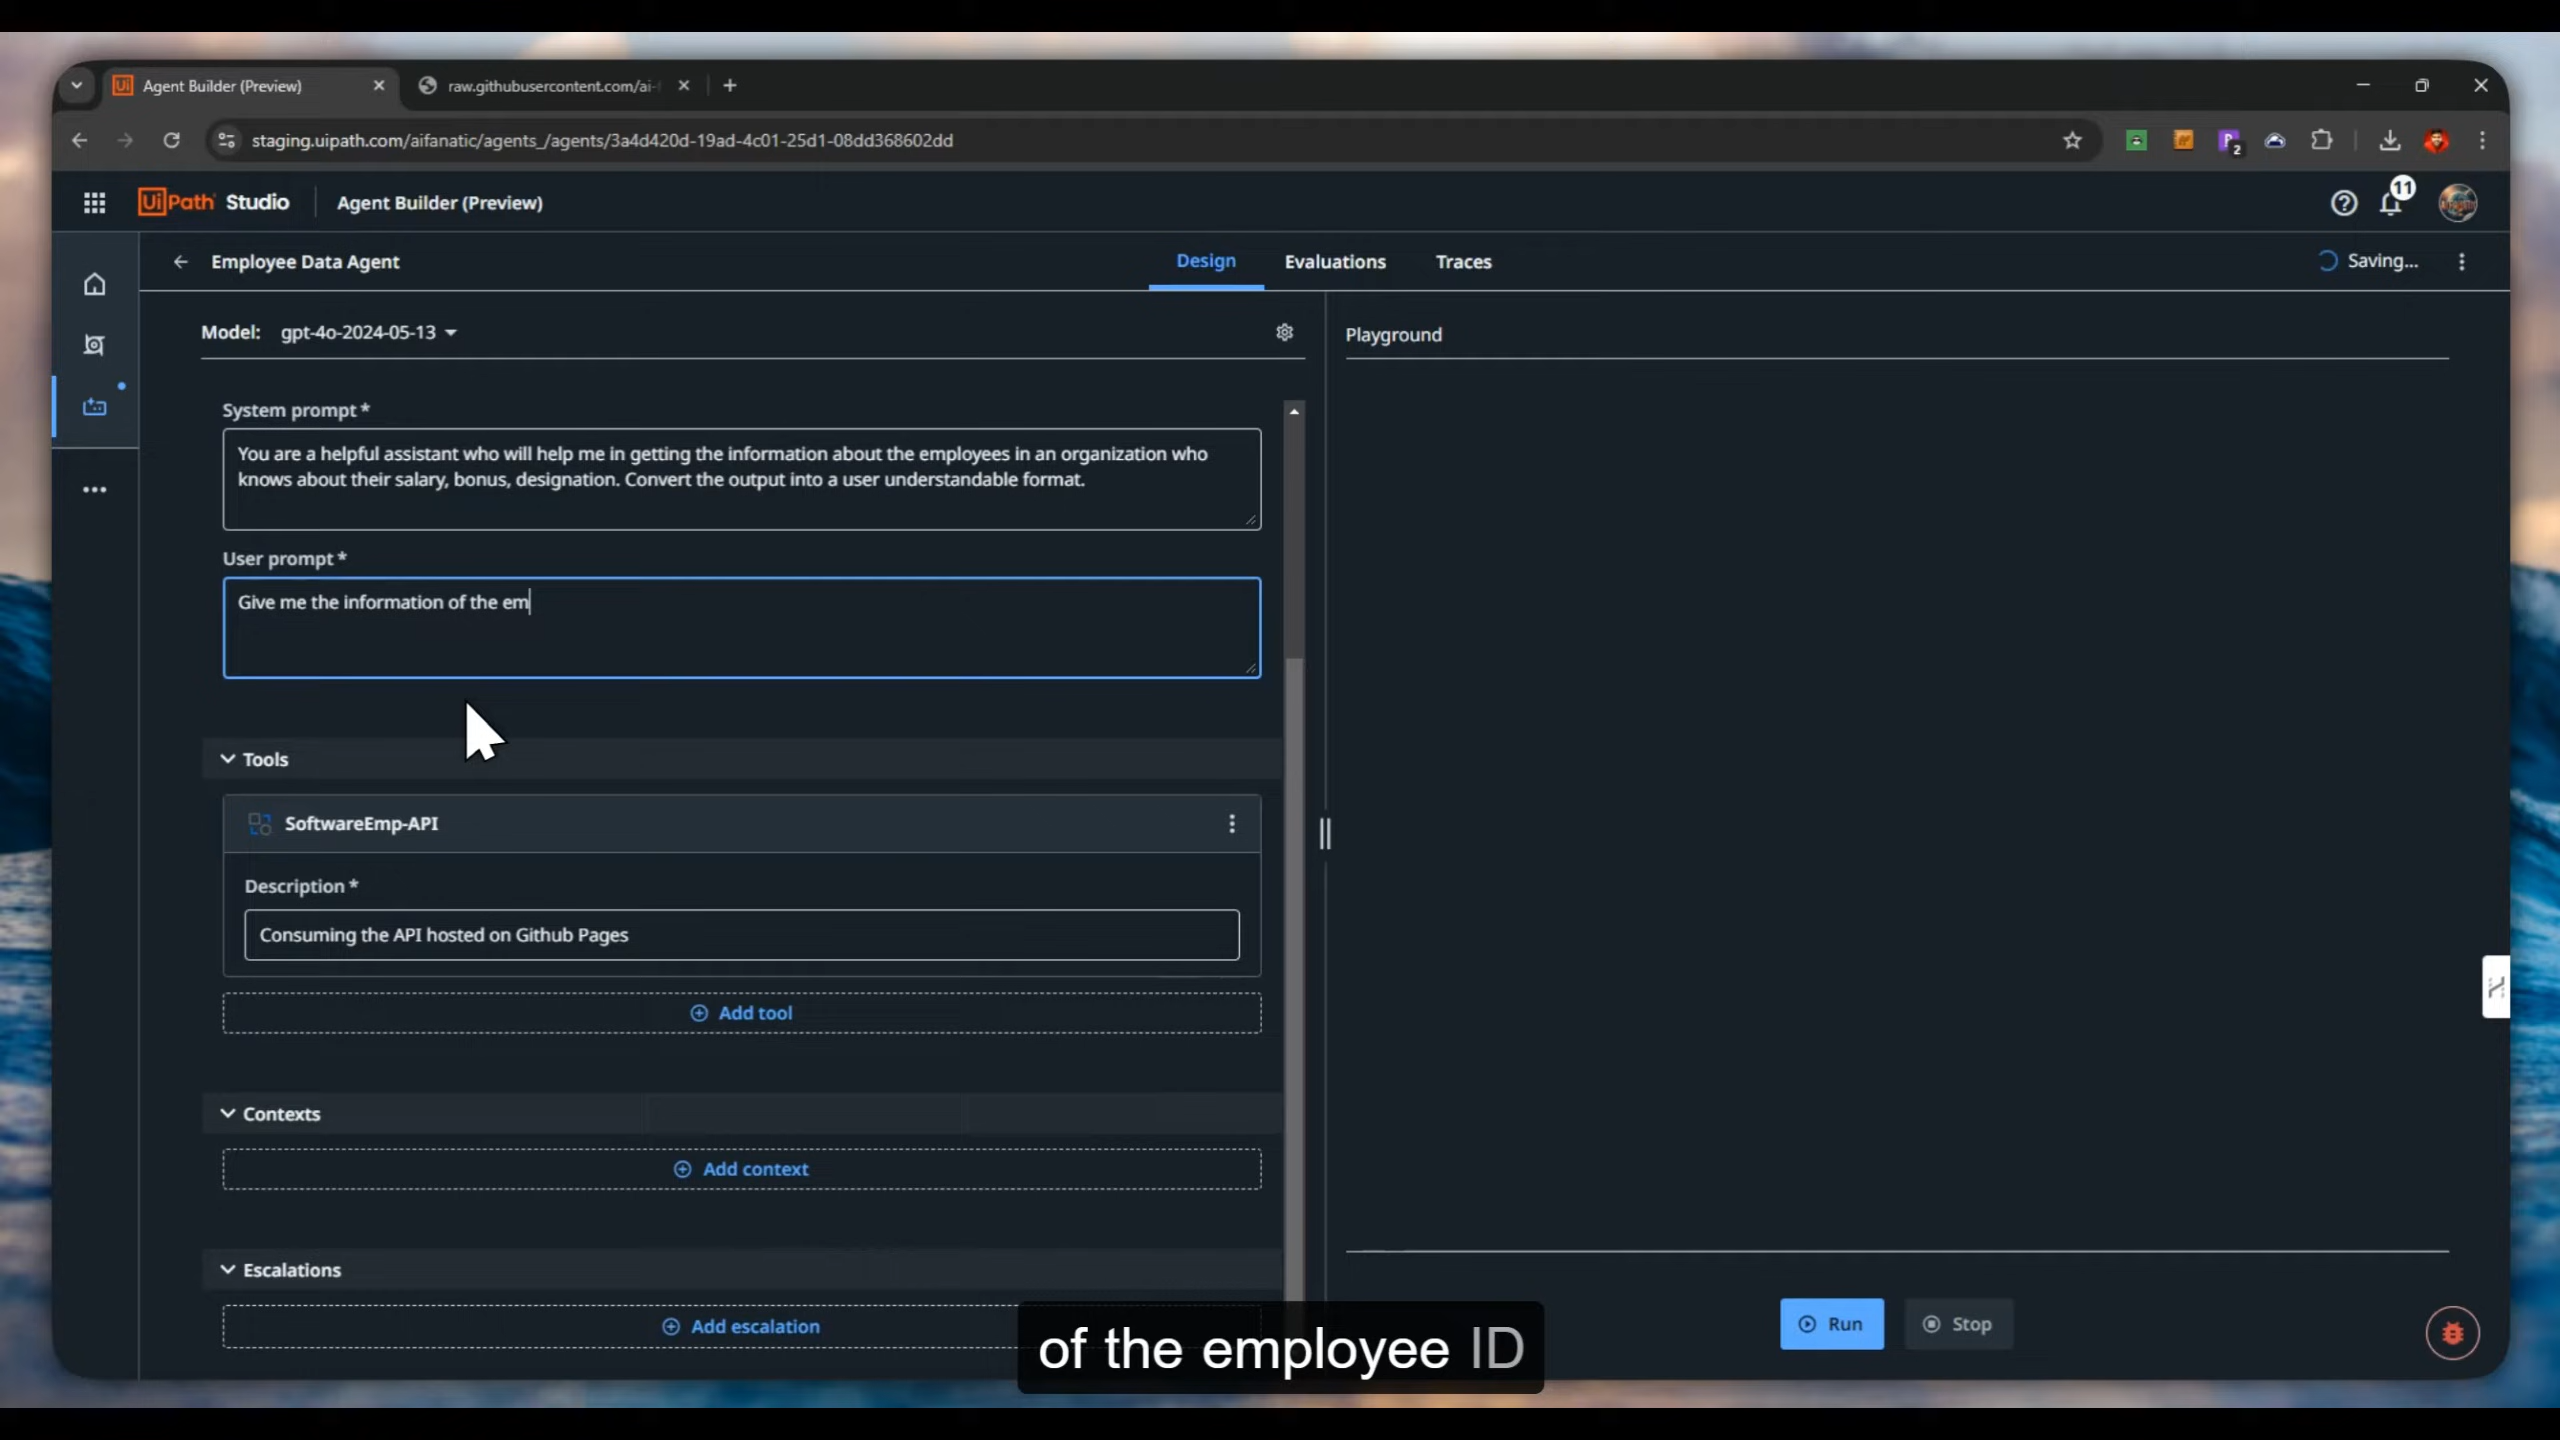 Agent Builder (Preview)
raw.githubusercontent.com/ai-
staging.uipath.com/aifanatic/agents_/agents/3a4d420d-19ad-4c01-25d1-08dd368602dd
2
UiPath Studio
Agent Builder (Preview)
11
Employee Data Agent
Design
Evaluations
Traces
Saving...
Model: gpt-4o-2024-05-13
Playground
System prompt *
You are a helpful assistant who will help me in getting the information about the employees in an organization who
knows about their salary, bonus, designation. Convert the output into a user understandable format.
User prompt *
Give me the information of the em
Tools
SoftwareEmp-API
Description *
Consuming the API hosted on Github Pages
Add tool
Contexts
Add context
Escalations
Add escalation
Run
Stop
of the employee ID